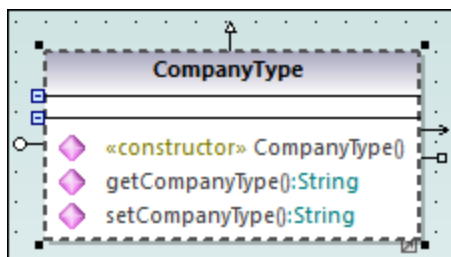 CompanyType
«constructor» CompanyType()
getCompanyType():String
setCompanyType():String